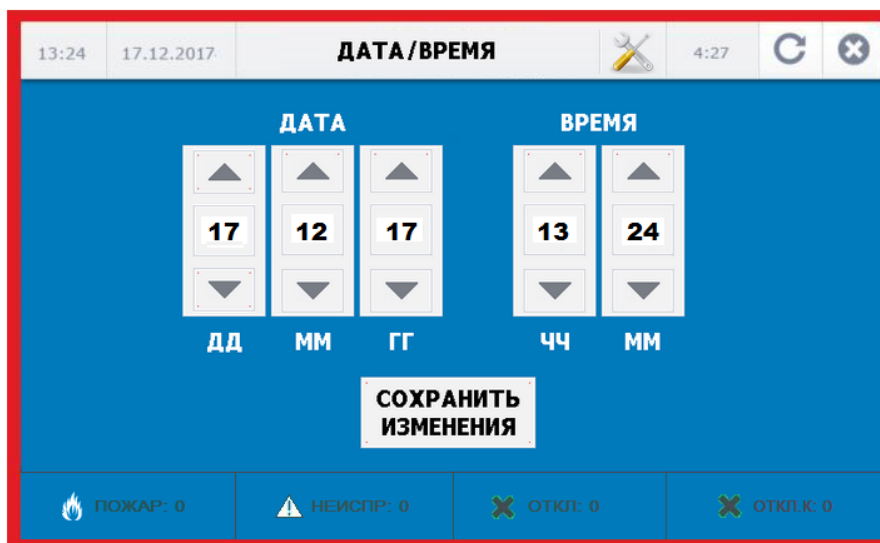 13:24 17.12.2017 ДАТА/ВРЕМЯ 4:27
ДАТА ВРЕМЯ
17 12 17 13 24
ДД ММ ГГ ЧЧ ММ
СОХРАНИТЬ
ИЗМЕНЕНИЯ
ПОЖАР: 0 НЕИСПР: 0 ОТКЛ: 0 ОТКЛ.К: 0